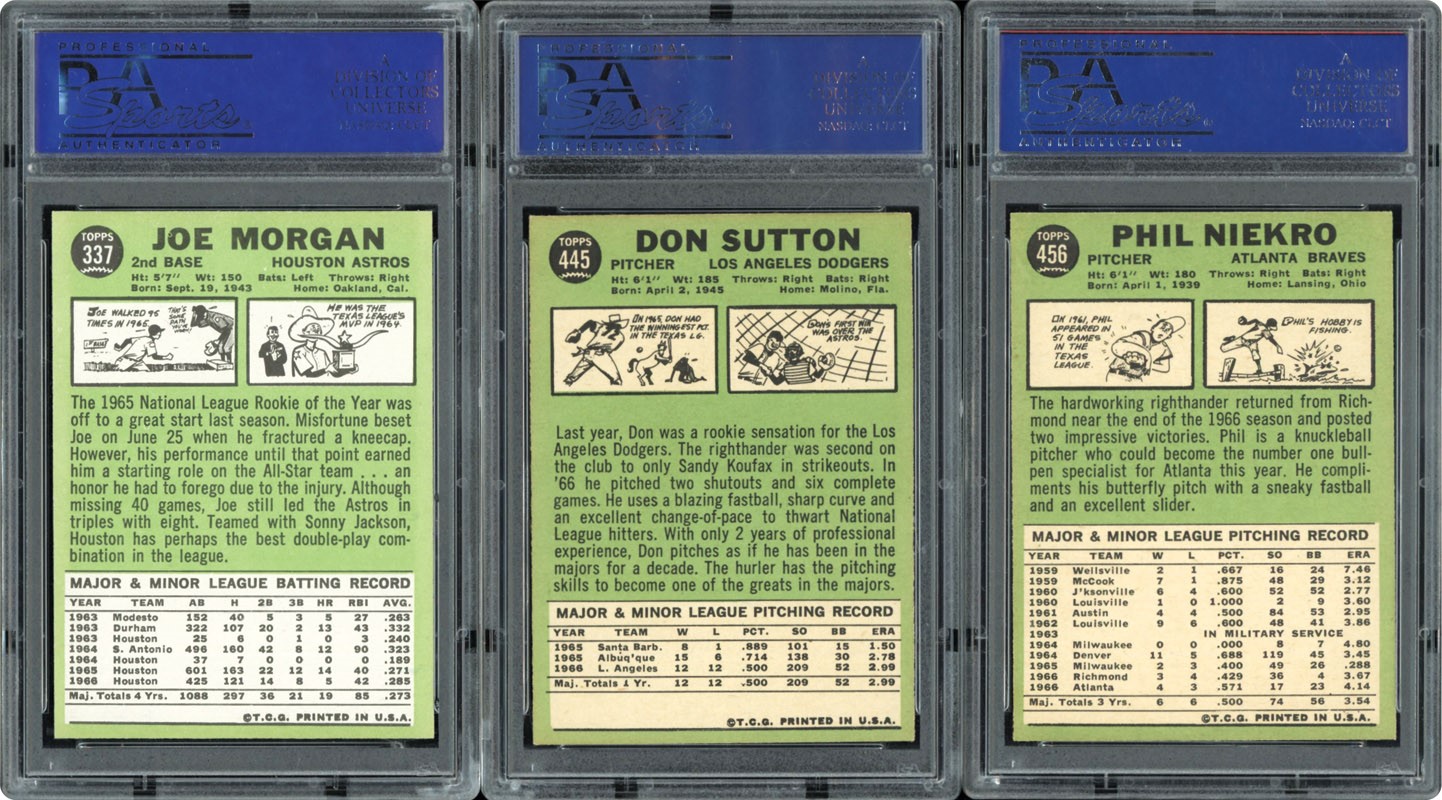 PROFESSIONAL
PSA
Sports
AUTHENTICATOR
A
DIVISION OF
COLLECTORS
UNIVERSE
NASDAQ: CLCT
TOPPS
337
JOE MORGAN
2nd BASE HOUSTON ASTROS
Ht: 5'7" Wt: 150 Bats: Left Throws: Right
Born: Sept. 19, 1943 Home: Oakland, Cal.
JOE WALKED 95
TIMES IN 1965.
THAT'S
SOME
PATH
YOU'VE
WORN!
HE WAS THE
TEXAS LEAGUE'S
MVP IN 1964.
The 1965 National League Rookie of the Year was
off to a great start last season. Misfortune beset
Joe on June 25 when he fractured a kneecap.
However, his performance until that point earned
him a starting role on the All-Star team . . . an
honor he had to forego due to the injury. Although
missing 40 games, Joe still led the Astros in
triples with eight. Teamed with Sonny Jackson,
Houston has perhaps the best double-play com-
bination in the league.
MAJOR & MINOR LEAGUE BATTING RECORD
YEAR TEAM AB H 2B 3B HR RBI AVG.
1963 Modesto 152 40 5 3 5 27 .263
1963 Durham 322 107 20 2 13 43 .332
1963 Houston 25 6 0 1 0 3 .240
1964 S. Antonio 496 160 42 8 12 90 .323
1964 Houston 37 7 0 0 0 0 .189
1965 Houston 601 163 22 12 14 40 .271
1966 Houston 425 121 14 8 5 42 .285
Maj. Totals 4 Yrs. 1088 297 36 21 19 85 .273
©T.C.G. PRINTED IN U.S.A.
PROFESSIONAL
PSA
Sports
AUTHENTICATOR
A
DIVISION OF
COLLECTORS
UNIVERSE
NASDAQ: CLCT
TOPPS
445
DON SUTTON
PITCHER LOS ANGELES DODGERS
Ht: 6'1" Wt: 185 Throws: Right Bats: Right
Born: April 2, 1945 Home: Molino, Fla.
IN 1965, DON HAD
THE WINNINGEST PCT.
IN THE TEXAS LG.
DON'S FIRST WIN
WAS OVER THE
ASTROS.
Last year, Don was a rookie sensation for the Los
Angeles Dodgers. The righthander was second on
the club to only Sandy Koufax in strikeouts. In
'66 he pitched two shutouts and six complete
games. He uses a blazing fastball, sharp curve and
an excellent change-of-pace to thwart National
League hitters. With only 2 years of professional
experience, Don pitches as if he has been in the
majors for a decade. The hurler has the pitching
skills to become one of the greats in the majors.
MAJOR & MINOR LEAGUE PITCHING RECORD
YEAR TEAM W L PCT. SO BB ERA
1965 Santa Barb. 8 1 .889 101 15 1.50
1965 Albuq'que 15 6 .714 138 30 2.78
1966 L. Angeles 12 12 .500 209 52 2.99
Maj. Totals 1 Yr. 12 12 .500 209 52 2.99
©T.C.G. PRINTED IN U.S.A.
PROFESSIONAL
PSA
Sports
AUTHENTICATOR
A
DIVISION OF
COLLECTORS
UNIVERSE
NASDAQ: CLCT
TOPPS
456
PHIL NIEKRO
PITCHER ATLANTA BRAVES
Ht: 6'1" Wt: 180 Throws: Right Bats: Right
Born: April 1, 1939 Home: Lansing, Ohio
IN 1961, PHIL
APPEARED IN
51 GAMES
IN THE
TEXAS
LEAGUE.
PHIL'S HOBBY IS
FISHING.
The hardworking righthander returned from Rich-
mond near the end of the 1966 season and posted
two impressive victories. Phil is a knuckleball
pitcher who could become the number one bull-
pen specialist for Atlanta this year. He compli-
ments his butterfly pitch with a sneaky fastball
and an excellent slider.
MAJOR & MINOR LEAGUE PITCHING RECORD
YEAR TEAM W L PCT. SO BB ERA
1959 Wellsville 2 1 .667 16 24 7.46
1959 McCook 7 1 .875 48 29 3.12
1960 J'ksonville 6 4 .600 52 52 2.77
1960 Louisville 1 0 1.000 2 9 3.60
1961 Austin 4 4 .500 84 53 2.95
1962 Louisville 9 6 .600 48 41 3.86
1963 IN MILITARY SERVICE
1964 Milwaukee 0 0 .000 8 7 4.80
1964 Denver 11 5 .688 119 45 3.45
1965 Milwaukee 2 3 .400 49 26 .288
1966 Richmond 3 4 .429 36 4 3.67
1966 Atlanta 4 3 .571 17 23 4.14
Maj. Totals 3 Yrs. 6 6 .500 74 56 3.54
©T.C.G. PRINTED IN U.S.A.